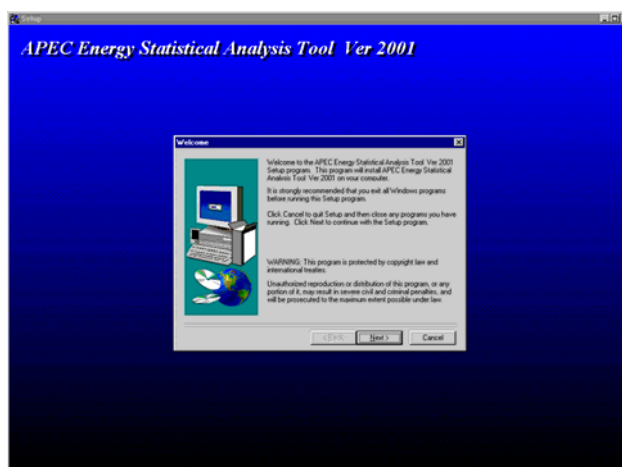 Setup
APEC Energy Statistical Analysis Tool Ver 2001
Welcome
Welcome to the APEC Energy Statistical Analysis Tool Ver 2001
Setup program. This program will install APEC Energy Statistical
Analysis Tool Ver 2001 on your computer.
It is strongly recommended that you exit all Windows programs
before running this Setup program.
Click Cancel to quit Setup and then close any programs you have
running. Click Next to continue with the Setup program.
WARNING: This program is protected by copyright law and
international treaties.
Unauthorized reproduction or distribution of this program, or any
portion of it, may result in severe civil and criminal penalties, and
will be prosecuted to the maximum extent possible under law.
< Back Next > Cancel